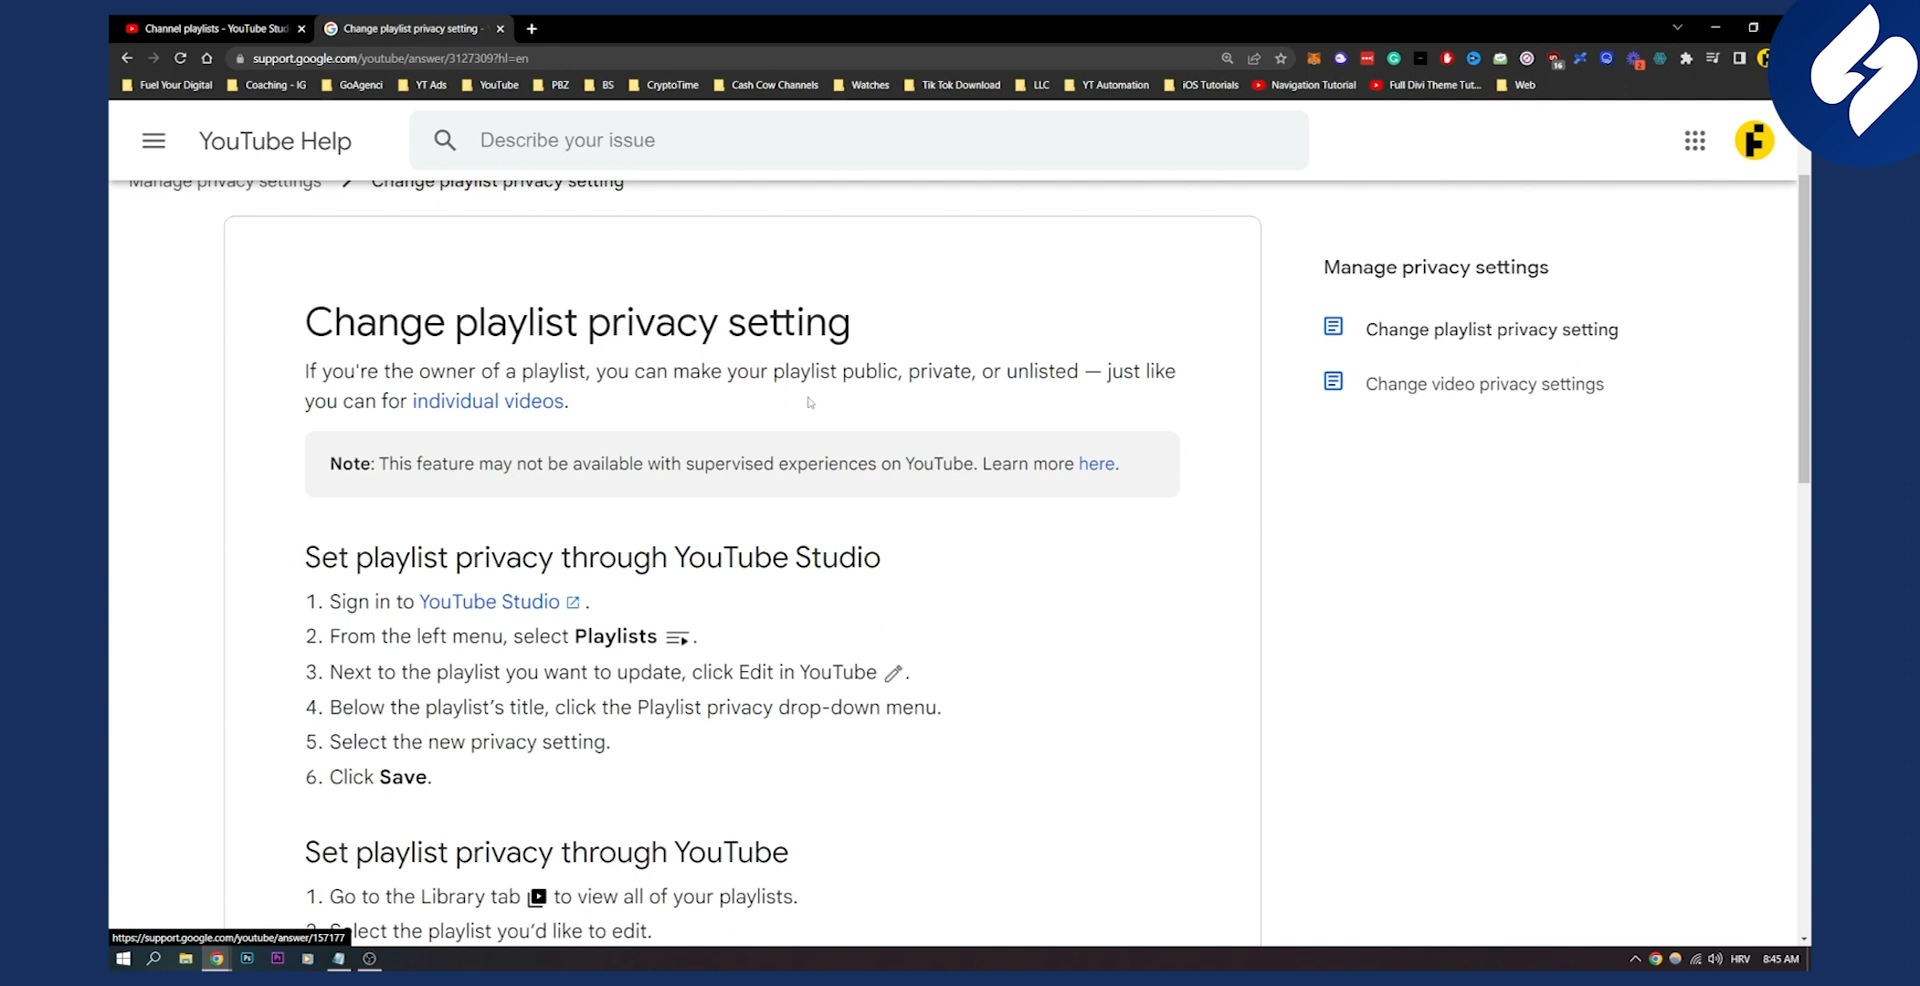 Channel playlists - YouTube Stud
Change playlist privacy setting -
support.google.com/youtube/answer/3127309?hl=en
Fuel Your Digital
Coaching - IG
GoAgenci
YT Ads
YouTube
PBZ
BS
CryptoTime
Cash Cow Channels
Watches
Tik Tok Download
LLC
YT Automation
iOS Tutorials
Navigation Tutorial
Full Divi Theme Tut...
Web
YouTube Help
Describe your issue
Manage privacy settings
Change playlist privacy setting
Change playlist privacy setting
If you're the owner of a playlist, you can make your playlist public, private, or unlisted — just like
you can for individual videos.
Note: This feature may not be available with supervised experiences on YouTube. Learn more here.
Set playlist privacy through YouTube Studio
1. Sign in to YouTube Studio .
2. From the left menu, select Playlists .
3. Next to the playlist you want to update, click Edit in YouTube .
4. Below the playlist's title, click the Playlist privacy drop-down menu.
5. Select the new privacy setting.
6. Click Save.
Set playlist privacy through YouTube
1. Go to the Library tab to view all of your playlists.
2. Select the playlist you'd like to edit.
Manage privacy settings
Change playlist privacy setting
Change video privacy settings
https://support.google.com/youtube/answer/157177
HRV
8:45 AM